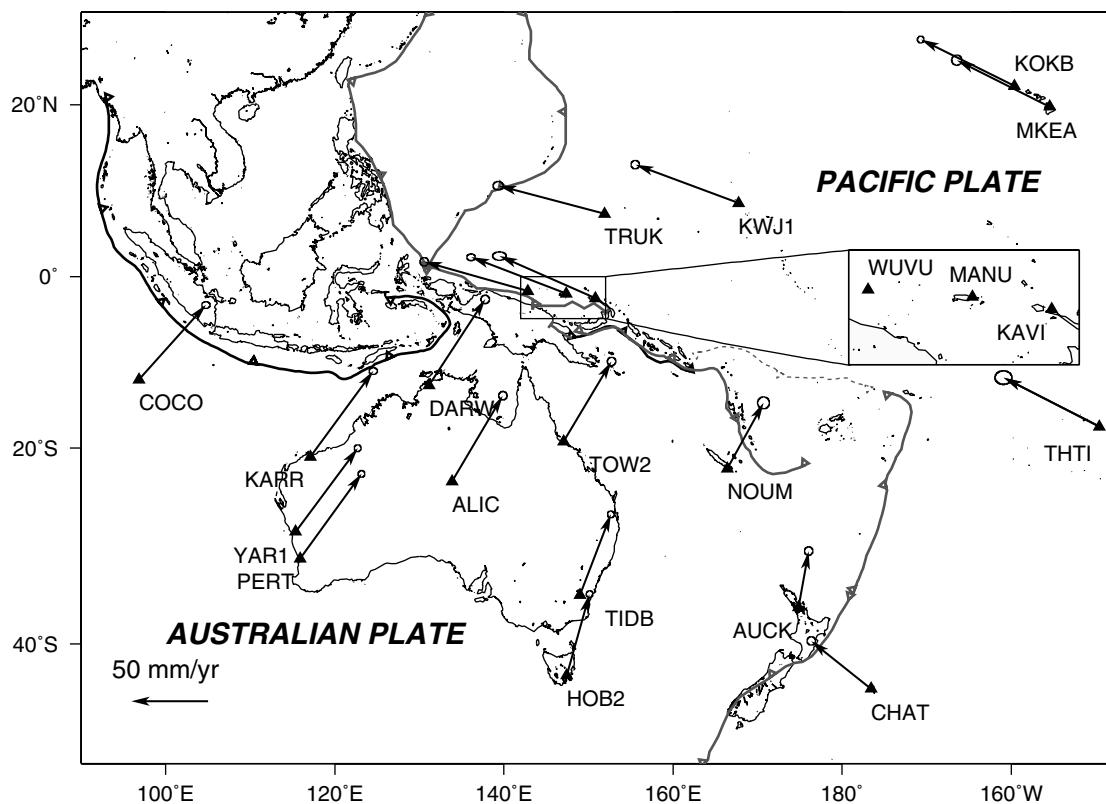 KOKB
20°N
MKEA
PACIFIC PLATE
TRUK
KWJ1
WUVU
MANU
0°
KAVI
COCO
DARW
THTI
20°S
KARR
TOW2
ALIC
NOUM
YAR1
PERT
TIDB
AUSTRALIAN PLATE
AUCK
40°S
50 mm/yr
HOB2
CHAT
100°E
120°E
140°E
160°E
180°
160°W